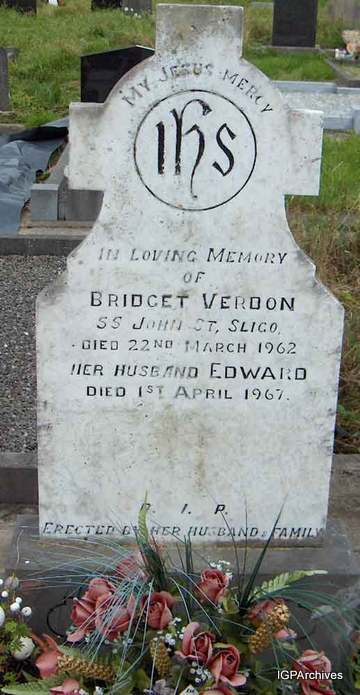 My Jesus Mercy
IHS
In Loving Memory
of
Bridget Verdon
55 John St, Sligo,
Died 22nd March 1962
Her Husband Edward
Died 1st April 1967.
R. I. P.
Erected by her Husband & Family
IGPArchives